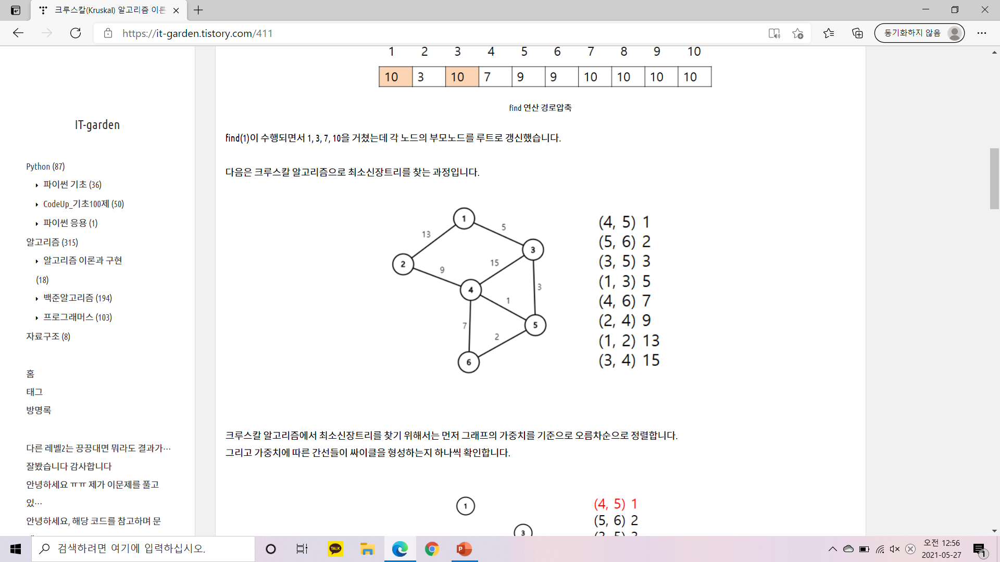 크루스칼(Kruskal) 알고리즘 이론
https://it-garden.tistory.com/411
동기화하지 않음
IT-garden
Python (87)
파이썬 기초 (36)
CodeUp_기초100제 (50)
파이썬 응용 (1)
알고리즘 (315)
알고리즘 이론과 구현
(18)
백준알고리즘 (194)
프로그래머스 (103)
자료구조 (8)
홈
태그
방명록
다른 레벨2는 끙끙대면 뭐라도 결과가…
잘봤습니다 감사합니다
안녕하세요 ㅠㅠ 제가 이문제를 풀고
있…
안녕하세요, 해당 코드를 참고하며 문
1 2 3 4 5 6 7 8 9 10
10 3 10 7 9 9 10 10 10 10
find 연산 경로압축
find(1)이 수행되면서 1, 3, 7, 10을 거쳤는데 각 노드의 부모노드를 루트로 갱신했습니다.
다음은 크루스칼 알고리즘으로 최소신장트리를 찾는 과정입니다.
1
5
13
3
2
15
9
4
3
1
7
5
2
6
(4, 5) 1
(5, 6) 2
(3, 5) 3
(1, 3) 5
(4, 6) 7
(2, 4) 9
(1, 2) 13
(3, 4) 15
크루스칼 알고리즘에서 최소신장트리를 찾기 위해서는 먼저 그래프의 가중치를 기준으로 오름차순으로 정렬합니다.
그리고 가중치에 따른 간선들이 싸이클을 형성하는지 하나씩 확인합니다.
1
3
(4, 5) 1
(5, 6) 2
(3, 5) 3
검색하려면 여기에 입력하십시오.
TALK
P
오전 12:56
2021-05-27
1